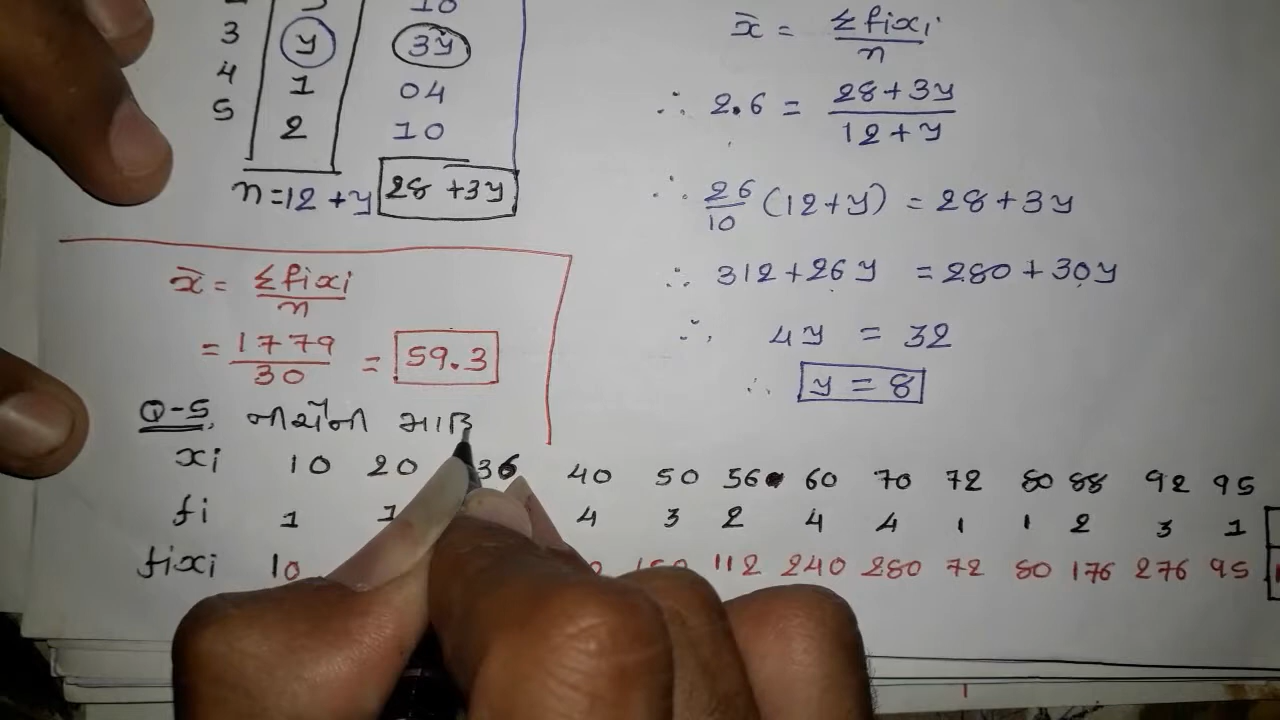 10
3 y 3y
4 1 04
5 2 10
n=12+y 28+3y
x̄ = Σfixi/n
∴ 2.6 = 28+3y/12+y
∴ 26/10 (12+y) = 28+3y
∴ 312+26y = 280+30y
∴ 4y = 32
∴ y = 8
x̄ = Σfixi/n
= 1779/30 = 59.3
Q-5. નીચેની
xi 10 20 36 40 50 56 60 70 72 80 88 92 95
fi 1 1 4 3 2 4 4 1 1 2 3 1
fixi 10 112 240 280 72 80 176 276 95